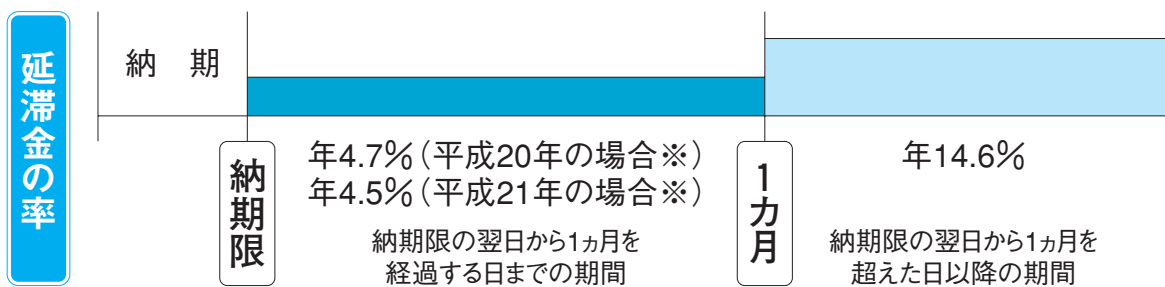 延滞金の率
納　期
納期限
年4.7％（平成20年の場合※）
年4.5％（平成21年の場合※）
納期限の翌日から1ヵ月を
経過する日までの期間
1カ月
年14.6％
納期限の翌日から1ヵ月を
超えた日以降の期間